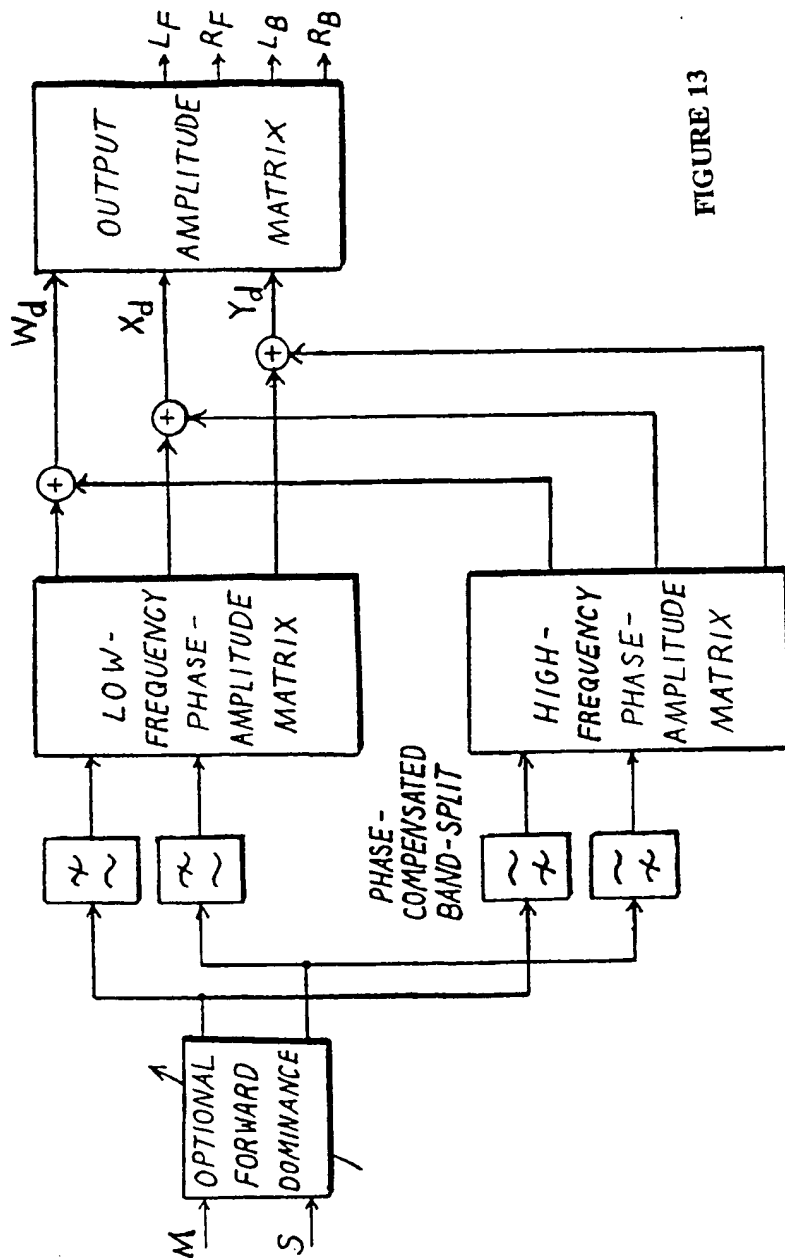 M
S
OPTIONAL
FORWARD
DOMINANCE
PHASE-
COMPENSATED
BAND-SPLIT
LOW-
FREQUENCY
PHASE-
AMPLITUDE
MATRIX
HIGH-
FREQUENCY
PHASE-
AMPLITUDE
MATRIX
Wd
Xd
Yd
OUTPUT
AMPLITUDE
MATRIX
LF
RF
LB
RB
FIGURE 13